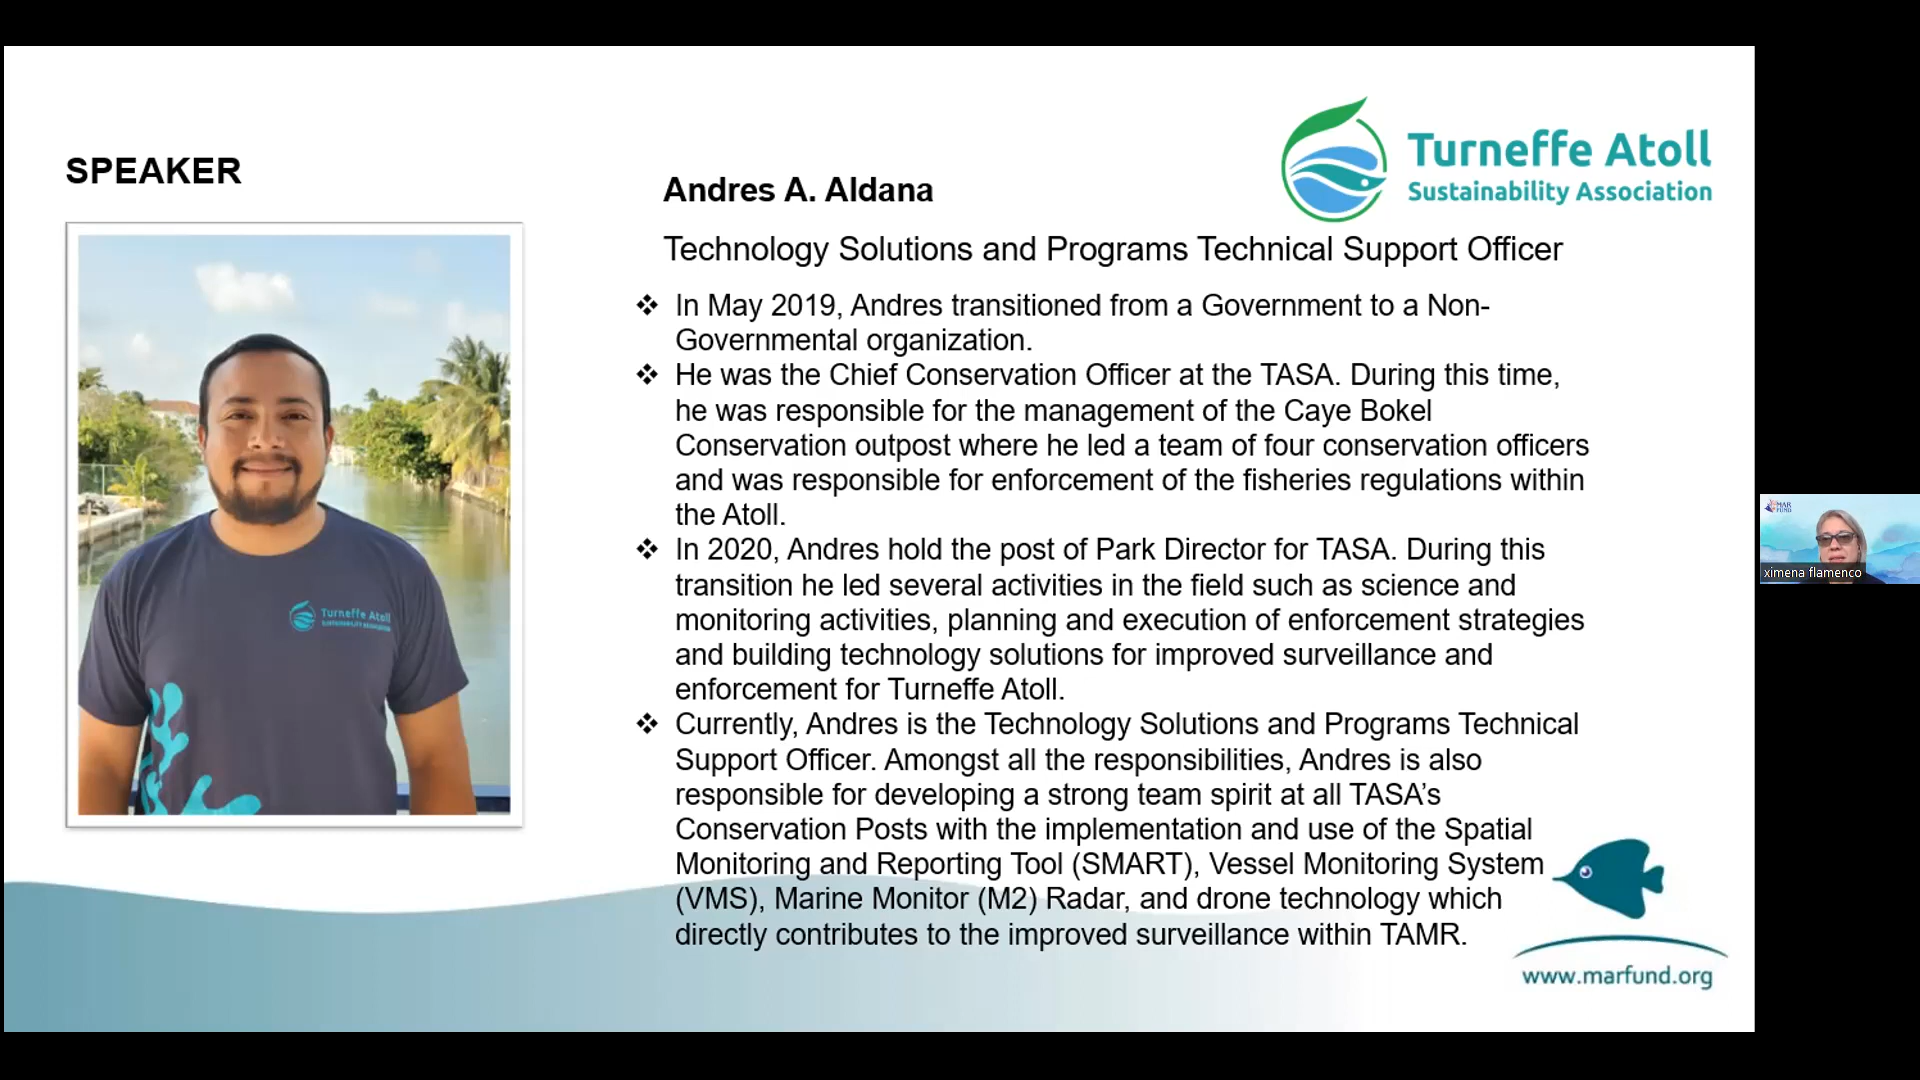 SPEAKER
Turneffe Atoll
Sustainability Association
Andres A. Aldana
Technology Solutions and Programs Technical Support Officer
❖ In May 2019, Andres transitioned from a Government to a Non-
Governmental organization.
❖ He was the Chief Conservation Officer at the TASA. During this time,
he was responsible for the management of the Caye Bokel
Conservation outpost where he led a team of four conservation officers
and was responsible for enforcement of the fisheries regulations within
the Atoll.
❖ In 2020, Andres hold the post of Park Director for TASA. During this
transition he led several activities in the field such as science and
monitoring activities, planning and execution of enforcement strategies
and building technology solutions for improved surveillance and
enforcement for Turneffe Atoll.
❖ Currently, Andres is the Technology Solutions and Programs Technical
Support Officer. Amongst all the responsibilities, Andres is also
responsible for developing a strong team spirit at all TASA’s
Conservation Posts with the implementation and use of the Spatial
Monitoring and Reporting Tool (SMART), Vessel Monitoring System
(VMS), Marine Monitor (M2) Radar, and drone technology which
directly contributes to the improved surveillance within TAMR.
www.marfund.org
Turneffe Atoll
SUSTAINABILITY ASSOCIATION
MAR
FUND
ximena flamenco